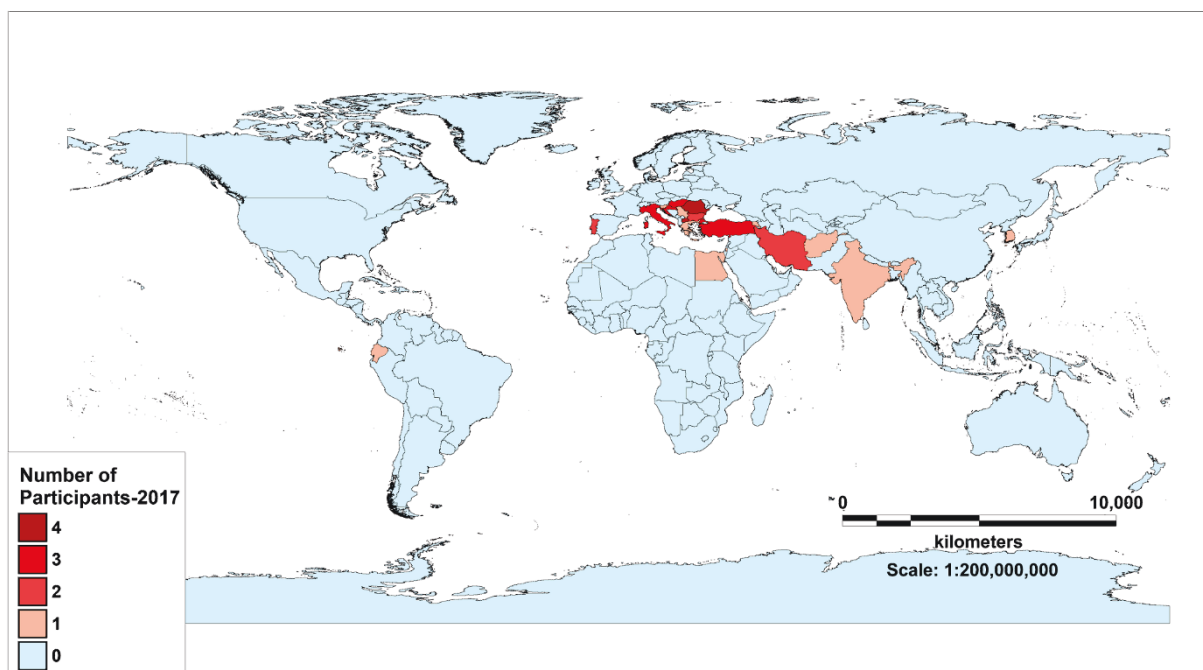 Number of
Participants-2017
4
3
2
1
0
0 10,000
kilometers
Scale: 1:200,000,000